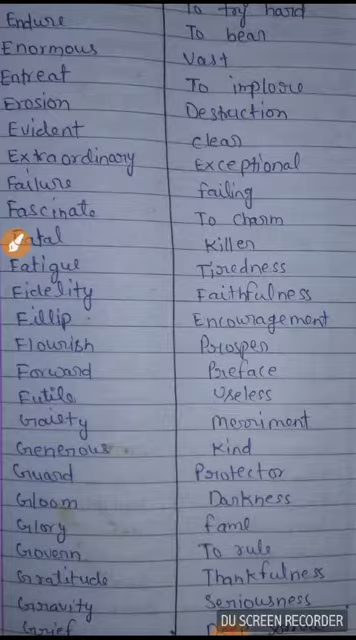 To try hard
Endure To bear
Enormous Vast
Entreat To implore
Erosion Destruction
Evident clear
Extraordinary Exceptional
Failure failing
Fascinate To charm
Fatal Killer
Fatigue Tiredness
Fidelity Faithfulness
Fillip Encouragement
Flourish Prosper
Forward Preface
Futile Useless
Gaiety Merriment
Generous Kind
Guard Protector
Gloom Darkness
Glory fame
Govern To rule
Gratitude Thankfulness
Gravity Seriousness
Grief
DU SCREEN RECORDER